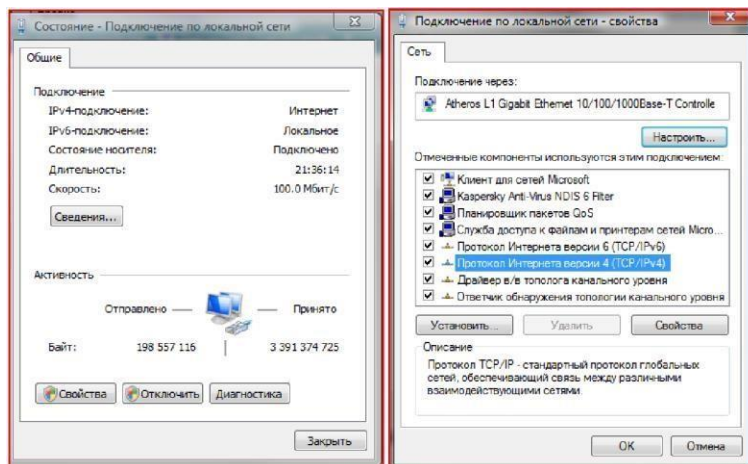 Состояние - Подключение по локальной сети
Общие
Подключение
IPv4-подключение: Интернет
IPv6-подключение: Локальное
Состояние носителя: Подключено
Длительность: 21:36:14
Скорость: 100.0 Мбит/с
Сведения...
Активность
Отправлено — — Принято
Байт: 198 557 116 | 3 391 374 725
Свойства Отключить Диагностика
Закрыть
Подключение по локальной сети - свойства
Сеть
Подключение через:
Atheros L1 Gigabit Ethernet 10/100/1000Base-T Controlle
Настроить...
Отмеченные компоненты используются этим подключением:
Клиент для сетей Microsoft
Kaspersky Anti-Virus NDIS 6 Filter
Планировщик пакетов QoS
Служба доступа к файлам и принтерам сетей Micro...
Протокол Интернета версии 6 (TCP/IPv6)
Протокол Интернета версии 4 (TCP/IPv4)
Драйвер в/в тополога канального уровня
Ответчик обнаружения топологии канального уровня
Установить... Удалить Свойства
Описание
Протокол TCP/IP - стандартный протокол глобальных
сетей, обеспечивающий связь между различными
взаимодействующими сетями.
OK Отмена